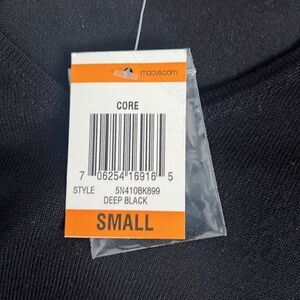 macys.com
CORE
7 06254 16916 5
STYLE 5N410BK899
DEEP BLACK
SMALL